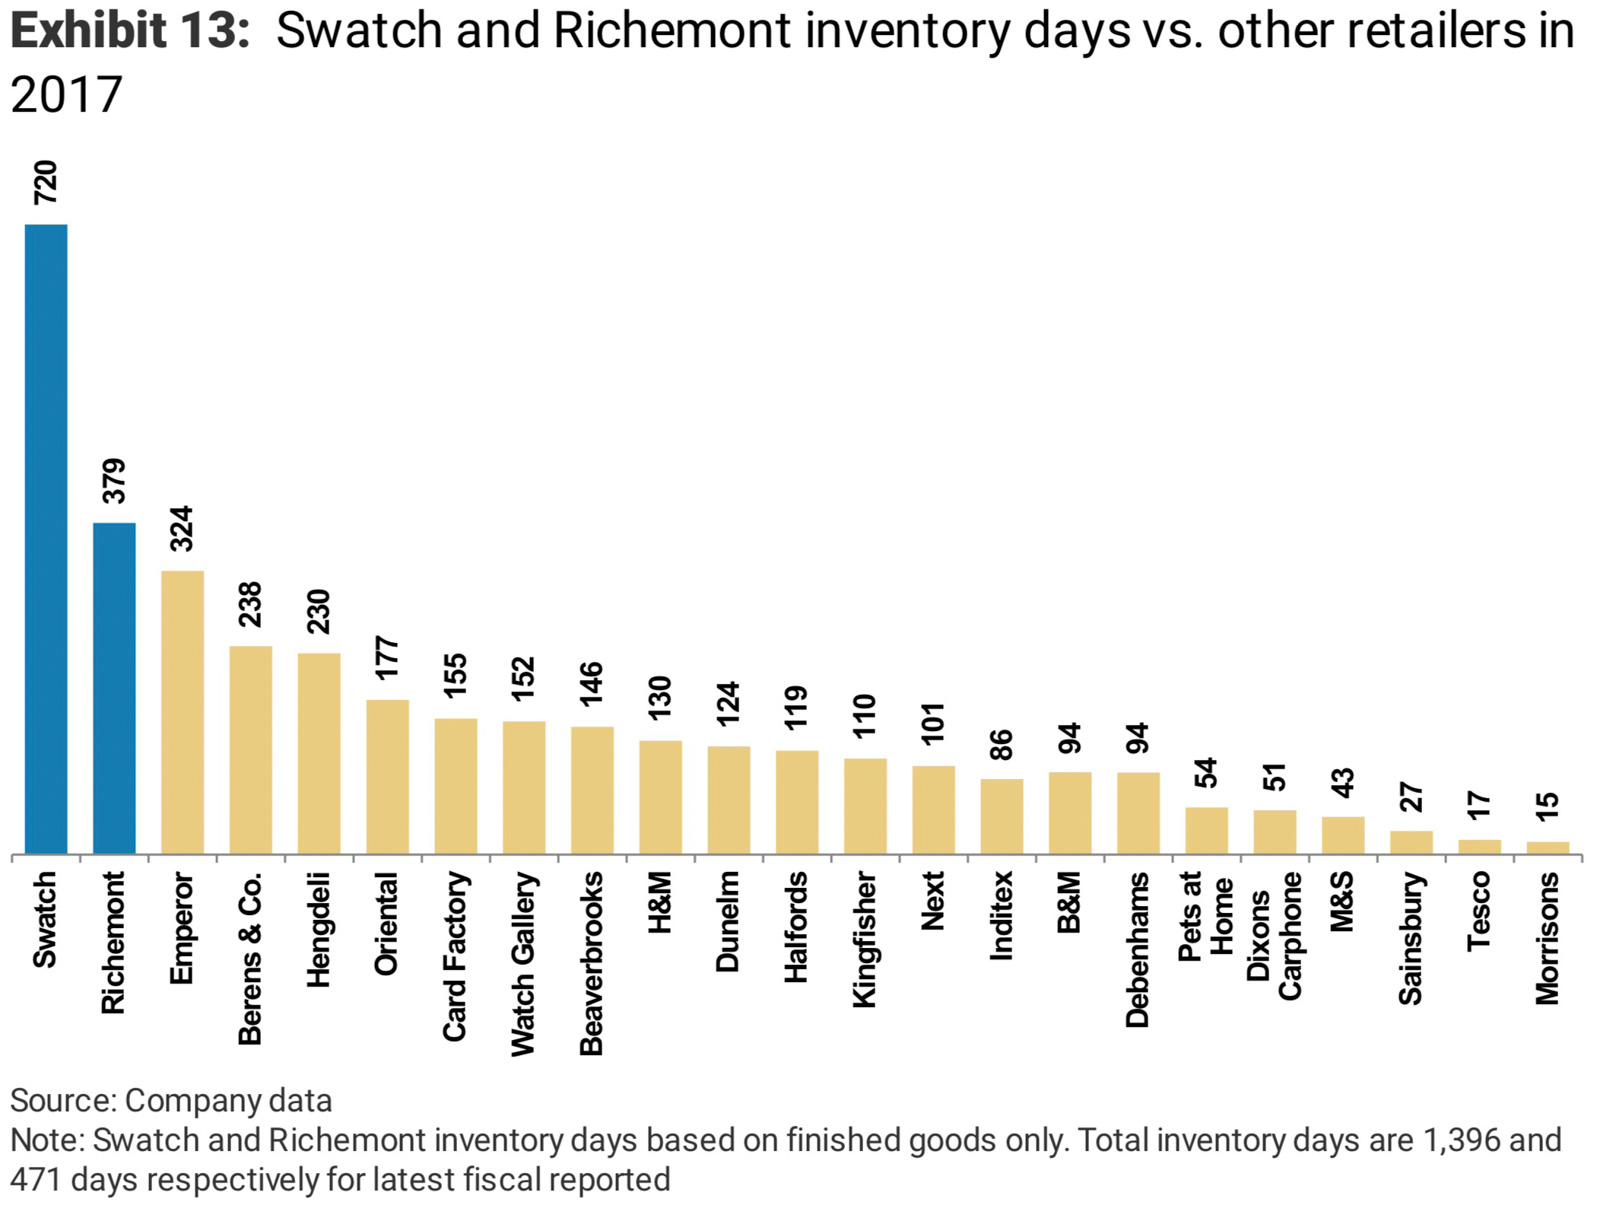 Exhibit 13: Swatch and Richemont inventory days vs. other retailers in
2017
720
379
324
238
230
177
155
152
146
130
124
119
110
101
86
94
94
54
51
43
27
17
15
Swatch
Richemont
Emperor
Berens & Co.
Hengdeli
Oriental
Card Factory
Watch Gallery
Beaverbrooks
H&M
Dunelm
Halfords
Kingfisher
Next
Inditex
B&M
Debenhams
Pets at
Home
Dixons
Carphone
M&S
Sainsbury
Tesco
Morrisons
Source: Company data
Note: Swatch and Richemont inventory days based on finished goods only. Total inventory days are 1,396 and
471 days respectively for latest fiscal reported